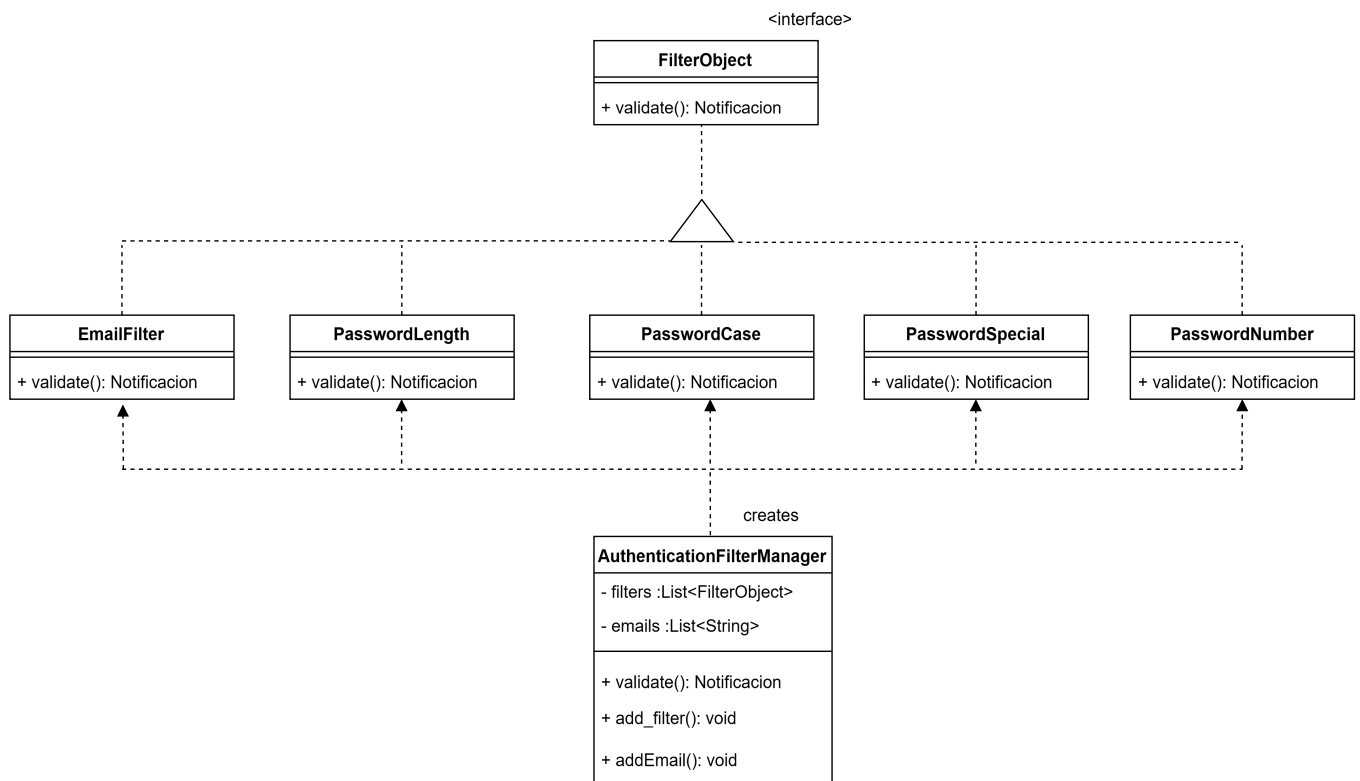 <interface>
FilterObject
+ validate(): Notificacion
EmailFilter
+ validate(): Notificacion
PasswordLength
+ validate(): Notificacion
PasswordCase
+ validate(): Notificacion
PasswordSpecial
+ validate(): Notificacion
PasswordNumber
+ validate(): Notificacion
creates
AuthenticationFilterManager
- filters :List<FilterObject>
- emails :List<String>
+ validate(): Notificacion
+ add_filter(): void
+ addEmail(): void